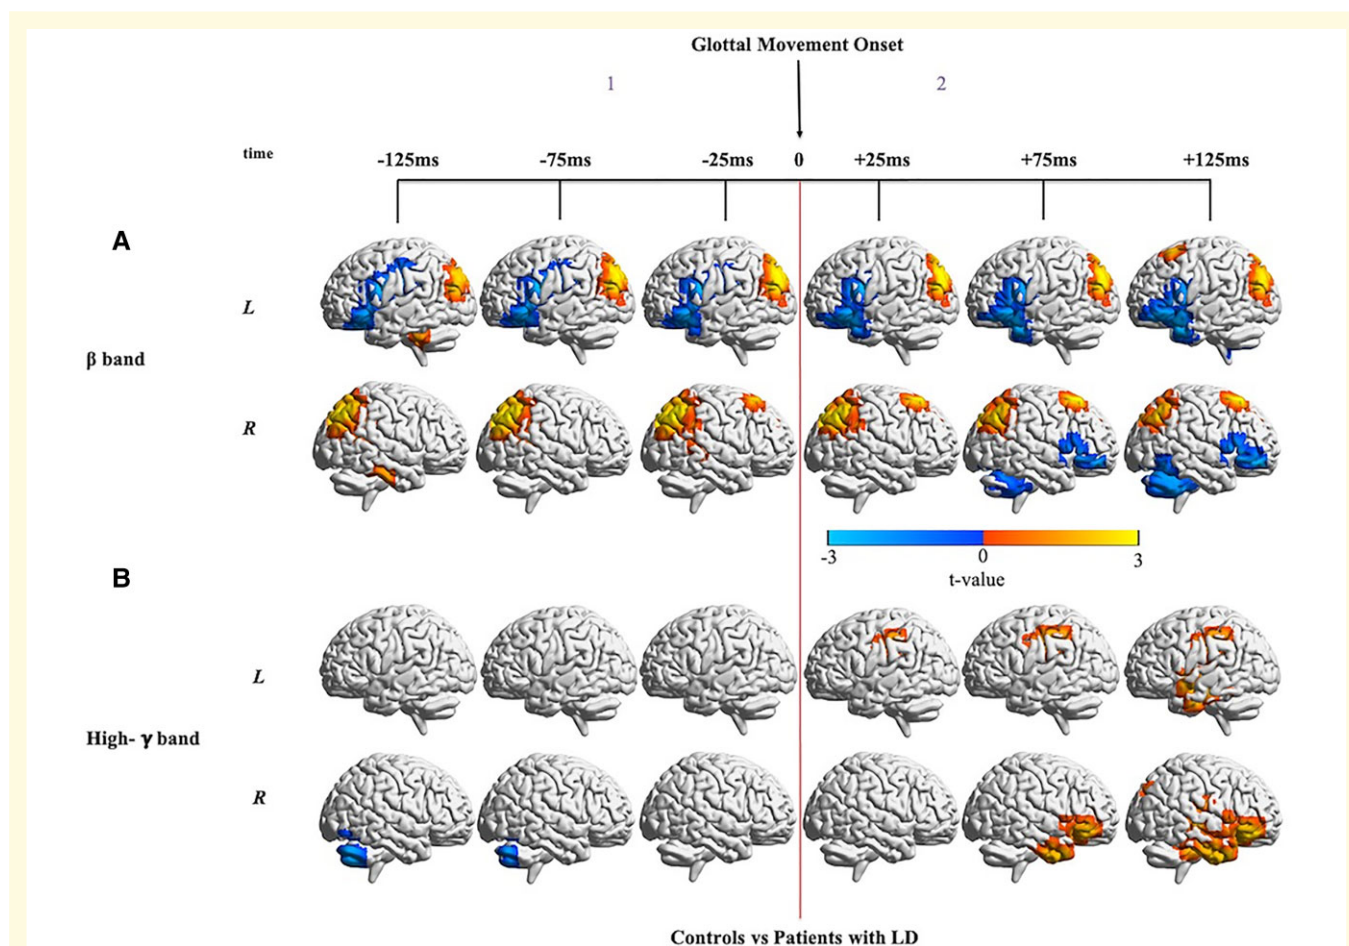 Glottal Movement Onset
1 2
time -125ms -75ms -25ms 0 +25ms +75ms +125ms
A
L
β band
R
-3 0 3
t-value
B
L
High- γ band
R
Controls vs Patients with LD